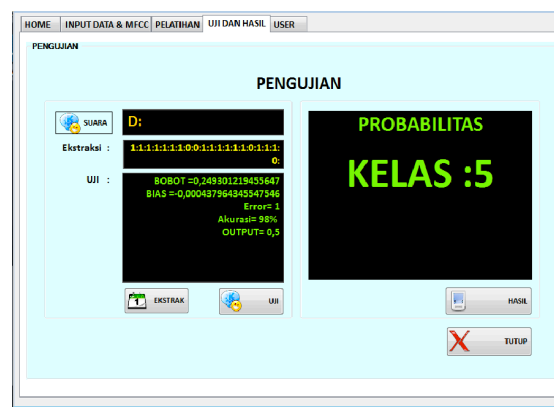 HOME INPUT DATA & MFCC PELATIHAN UJI DAN HASIL USER
PENGUJIAN
PENGUJIAN
SUARA
D:
Ekstraksi :
1:1:1:1:1:1:0:0:1:1:1:1:1:1:0:1:1:1:
0:
UJI :
BOBOT =0,249301219455647
BIAS =-0,000437964345547546
Error= 1
Akurasi= 98%
OUTPUT= 0,5
EKSTRAK
UJI
PROBABILITAS
KELAS :5
HASIL
TUTUP